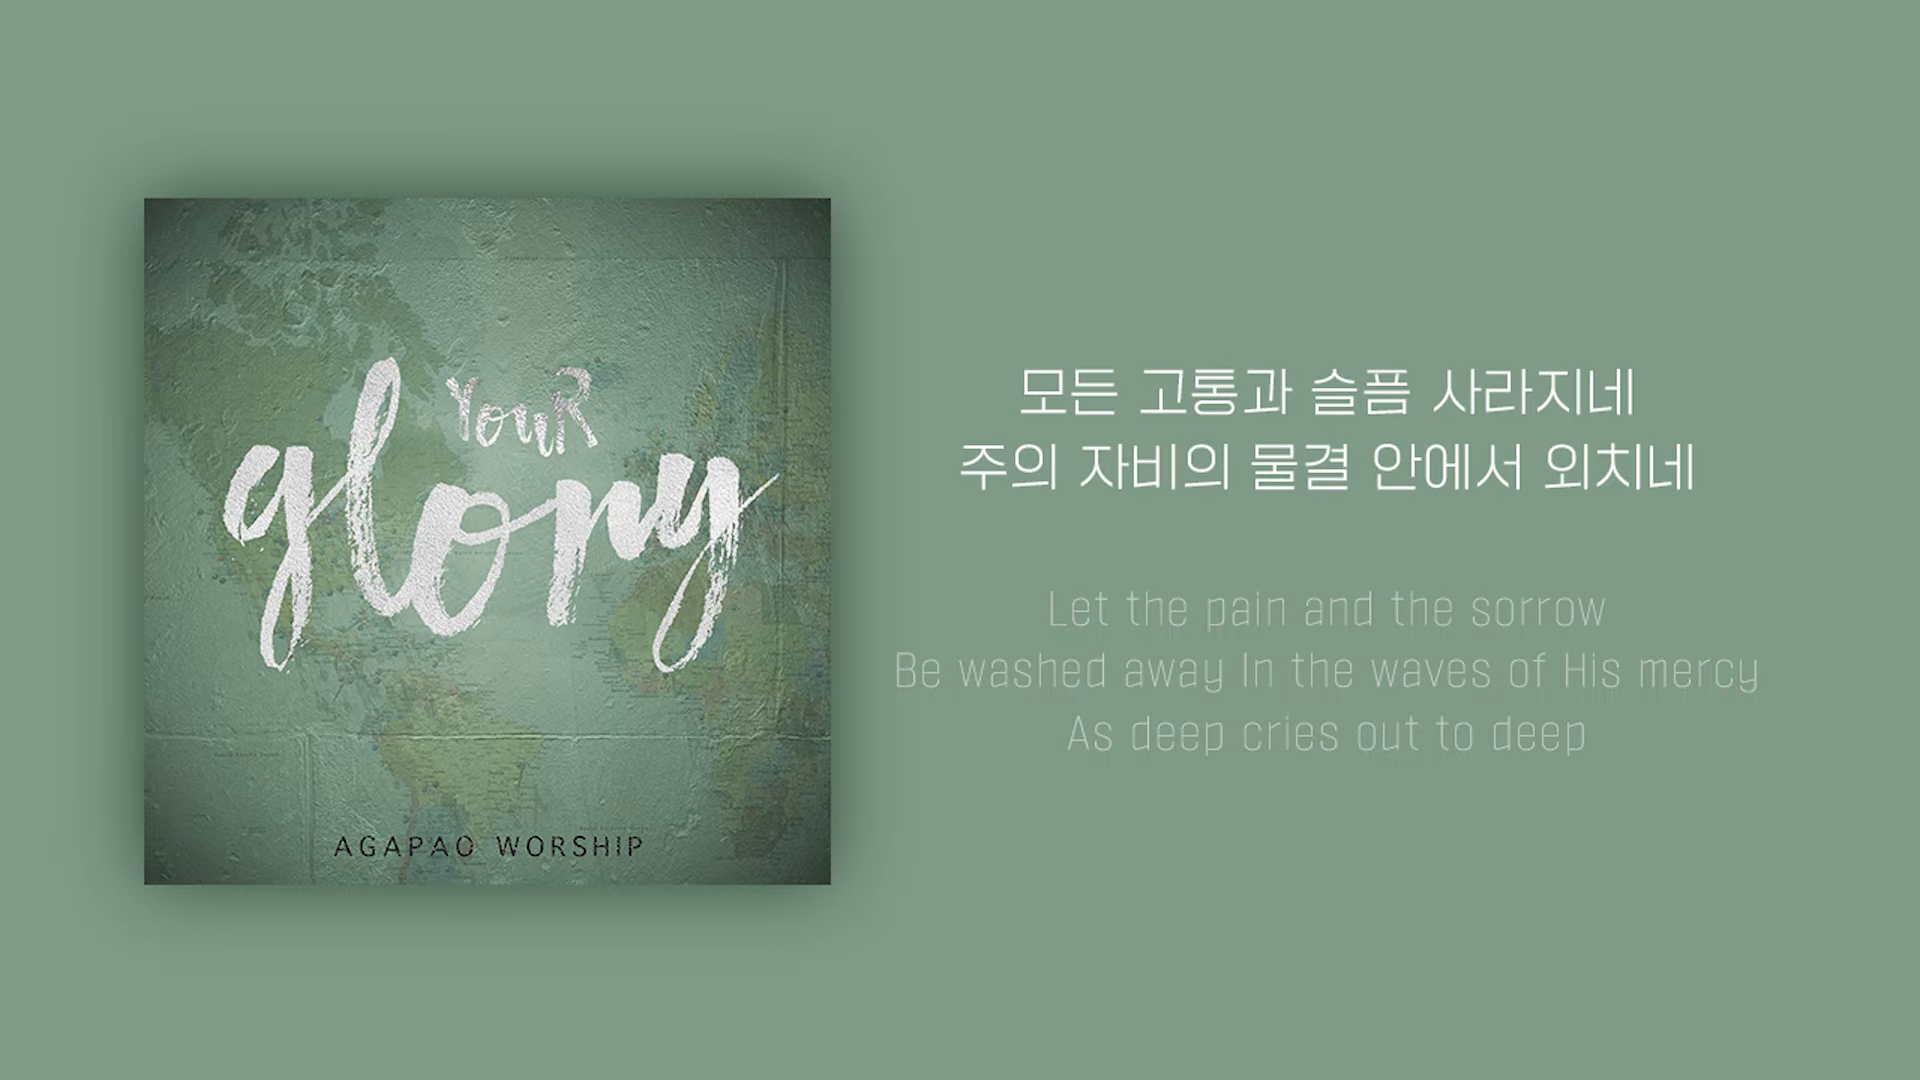 YouR
glory
AGAPAO WORSHIP
모든 고통과 슬픔 사라지네
주의 자비의 물결 안에서 외치네
Let the pain and the sorrow
Be washed away In the waves of His mercy
As deep cries out to deep